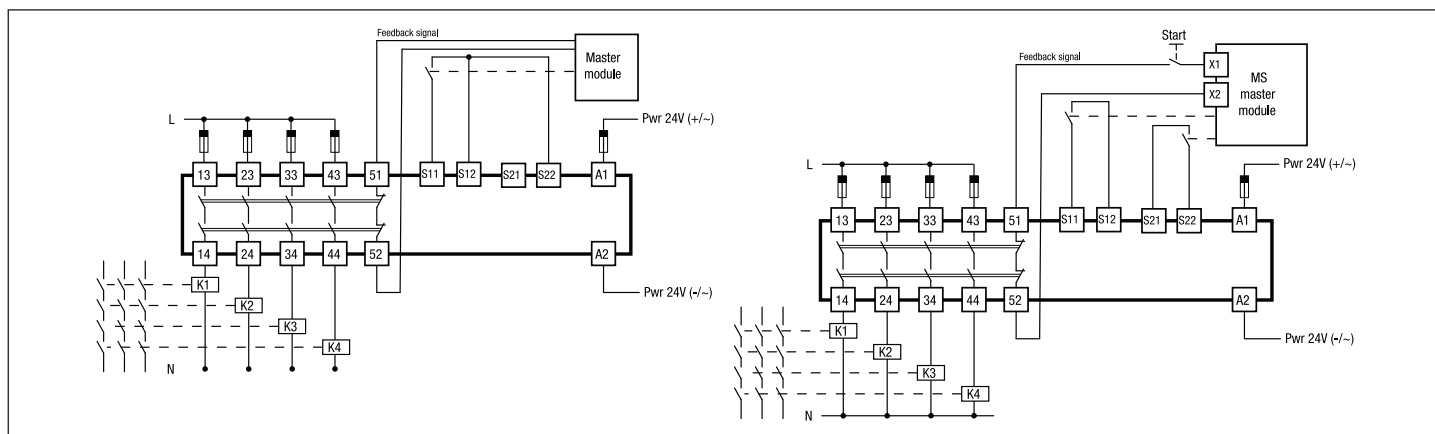 Feedback signal
Master
module
L
Pwr 24V (+/~)
13 23 33 43 51 S11 S12 S21 S22 A1
14 24 34 44 52 A2
K1
K2
Pwr 24V (-/~)
K3
K4
N
Start
Feedback signal
X1
MS
master
module
X2
L
Pwr 24V (+/~)
13 23 33 43 51 S11 S12 S21 S22 A1
14 24 34 44 52 A2
K1
Pwr 24V (-/~)
K2
K3
K4
N